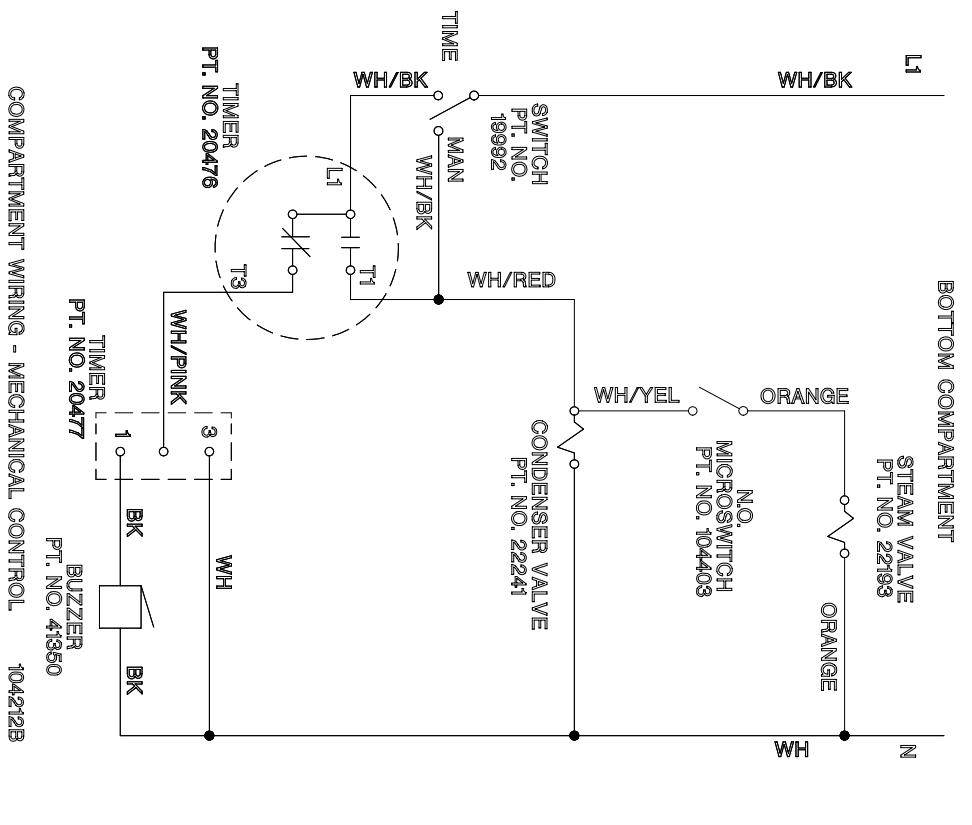 BOTTOM COMPARTMENT
L1
WH/BK
SWITCH
PT. NO.
19992
TIME
MAN
WH/BK
WH/BK
TIMER
PT. NO. 20476
L1
T1
T3
WH/RED
WH/PINK
TIMER
PT. NO. 20477
1
3
BK
WH
BUZZER
PT. NO. 41350
BK
WH/YEL
ORANGE
CONDENSER VALVE
PT. NO. 22241
N.O.
MICROSWITCH
PT. NO. 104403
STEAM VALVE
PT. NO. 22193
ORANGE
WH
N
COMPARTMENT WIRING - MECHANICAL CONTROL 104212B